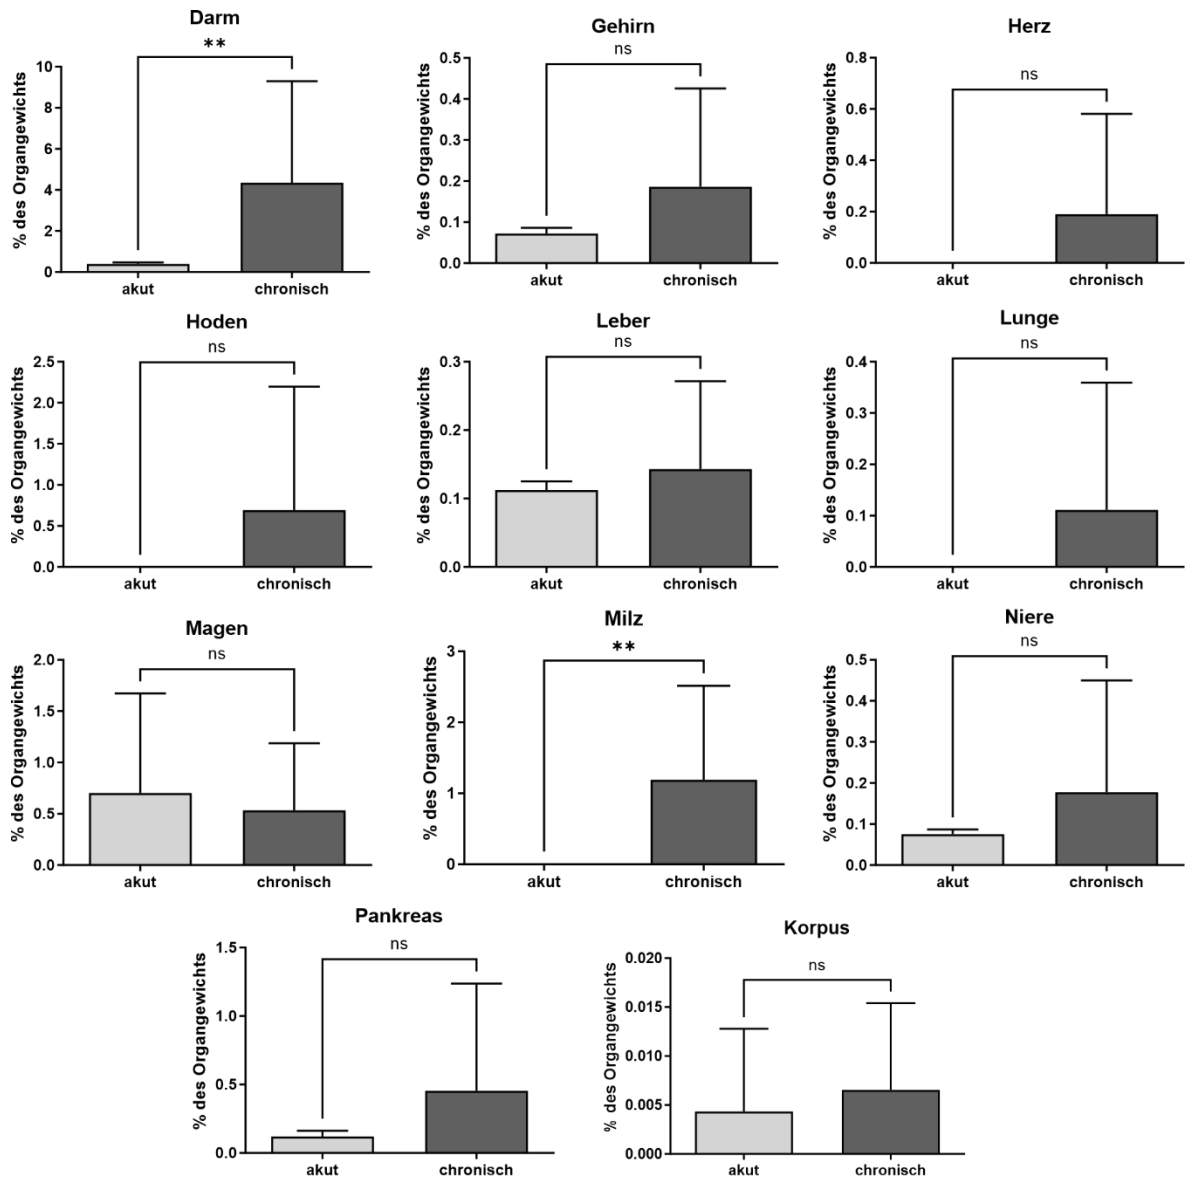 Darm
**
% des Organgewichts
10
8
6
4
2
0
akut
chronisch
Gehirn
ns
% des Organgewichts
0.5
0.4
0.3
0.2
0.1
0.0
akut
chronisch
Herz
ns
% des Organgewichts
0.8
0.6
0.4
0.2
0.0
akut
chronisch
Hoden
ns
% des Organgewichts
2.5
2.0
1.5
1.0
0.5
0.0
akut
chronisch
Leber
ns
% des Organgewichts
0.3
0.2
0.1
0.0
akut
chronisch
Lunge
ns
% des Organgewichts
0.4
0.3
0.2
0.1
0.0
akut
chronisch
Magen
ns
% des Organgewichts
2.0
1.5
1.0
0.5
0.0
akut
chronisch
Milz
**
% des Organgewichts
3
2
1
0
akut
chronisch
Niere
ns
% des Organgewichts
0.5
0.4
0.3
0.2
0.1
0.0
akut
chronisch
Pankreas
ns
% des Organgewichts
1.5
1.0
0.5
0.0
akut
chronisch
Korpus
ns
% des Organgewichts
0.020
0.015
0.010
0.005
0.000
akut
chronisch